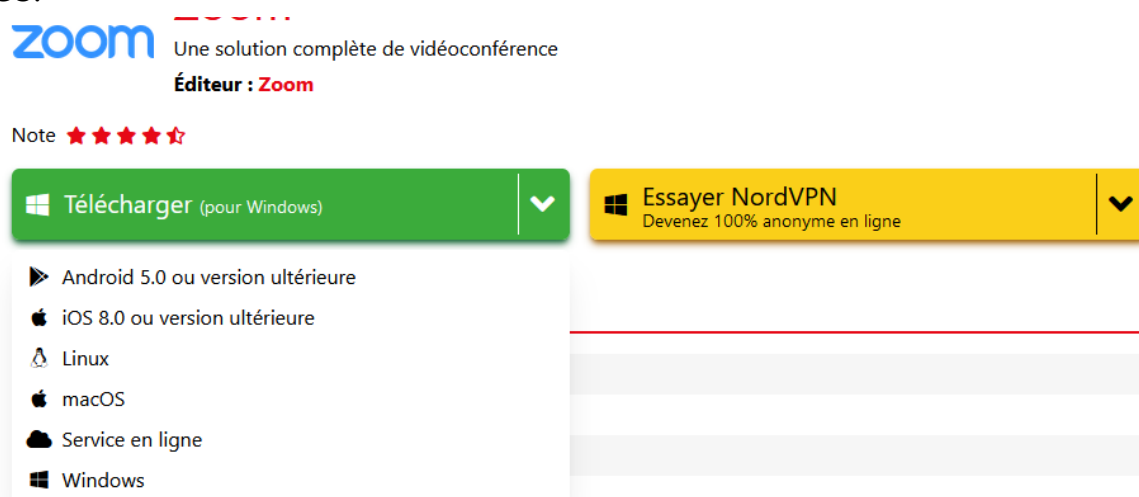 zoom
Une solution complète de vidéoconférence
Éditeur : Zoom
Note
Télécharger (pour Windows)
Essayer NordVPN
Devenez 100% anonyme en ligne
Android 5.0 ou version ultérieure
iOS 8.0 ou version ultérieure
Linux
macOS
Service en ligne
Windows